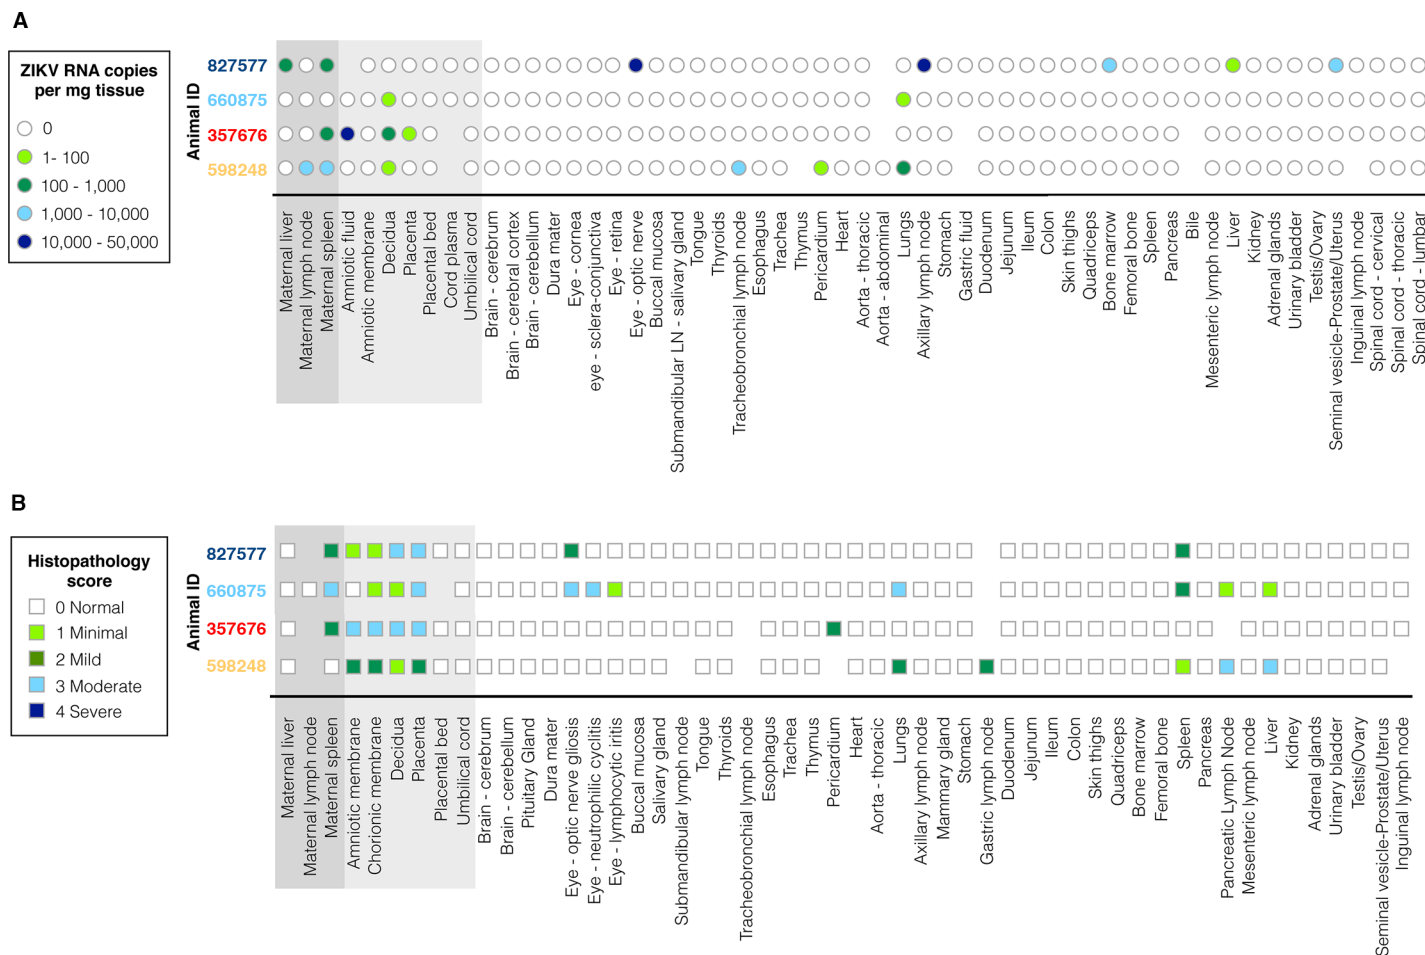 A
ZIKV RNA copies
per mg tissue
0
1- 100
100 - 1,000
1,000 - 10,000
10,000 - 50,000
Animal ID
827577
660875
357676
598248
Maternal liver
Maternal lymph node
Maternal spleen
Amniotic fluid
Amniotic membrane
Decidua
Placenta
Placental bed
Cord plasma
Umbilical cord
Brain - cerebrum
Brain - cerebral cortex
Brain - cerebellum
Dura mater
Eye - cornea
eye - sclera-conjunctiva
Eye - retina
Eye - optic nerve
Buccal mucosa
Submandibular LN - salivary gland
Tongue
Thyroids
Tracheobronchial lymph node
Esophagus
Trachea
Thymus
Pericardium
Heart
Aorta - thoracic
Aorta - abdominal
Lungs
Axillary lymph node
Stomach
Gastric fluid
Duodenum
Jejunum
Ileum
Colon
Skin thighs
Quadriceps
Bone marrow
Femoral bone
Spleen
Pancreas
Bile
Mesenteric lymph node
Liver
Kidney
Adrenal glands
Urinary bladder
Testis/Ovary
Seminal vesicle-Prostate/Uterus
Inguinal lymph node
Spinal cord - cervical
Spinal cord - thoracic
Spinal cord - lumbar
B
Histopathology
score
0 Normal
1 Minimal
2 Mild
3 Moderate
4 Severe
Animal ID
827577
660875
357676
598248
Maternal liver
Maternal lymph node
Maternal spleen
Amniotic membrane
Chorionic membrane
Decidua
Placenta
Placental bed
Umbilical cord
Brain - cerebrum
Brain - cerebellum
Pituitary Gland
Dura mater
Eye - optic nerve gliosis
Eye - neutrophilic cyclitis
Eye - lymphocytic iritis
Buccal mucosa
Salivary gland
Submandibular lymph node
Tongue
Thyroids
Tracheobronchial lymph node
Esophagus
Trachea
Thymus
Pericardium
Heart
Aorta - thoracic
Lungs
Axillary lymph node
Mammary gland
Stomach
Gastric lymph node
Duodenum
Jejunum
Ileum
Colon
Skin thighs
Quadriceps
Bone marrow
Femoral bone
Spleen
Pancreas
Pancreatic Lymph Node
Mesenteric lymph node
Liver
Kidney
Adrenal glands
Urinary bladder
Testis/Ovary
Seminal vesicle-Prostate/Uterus
Inguinal lymph node